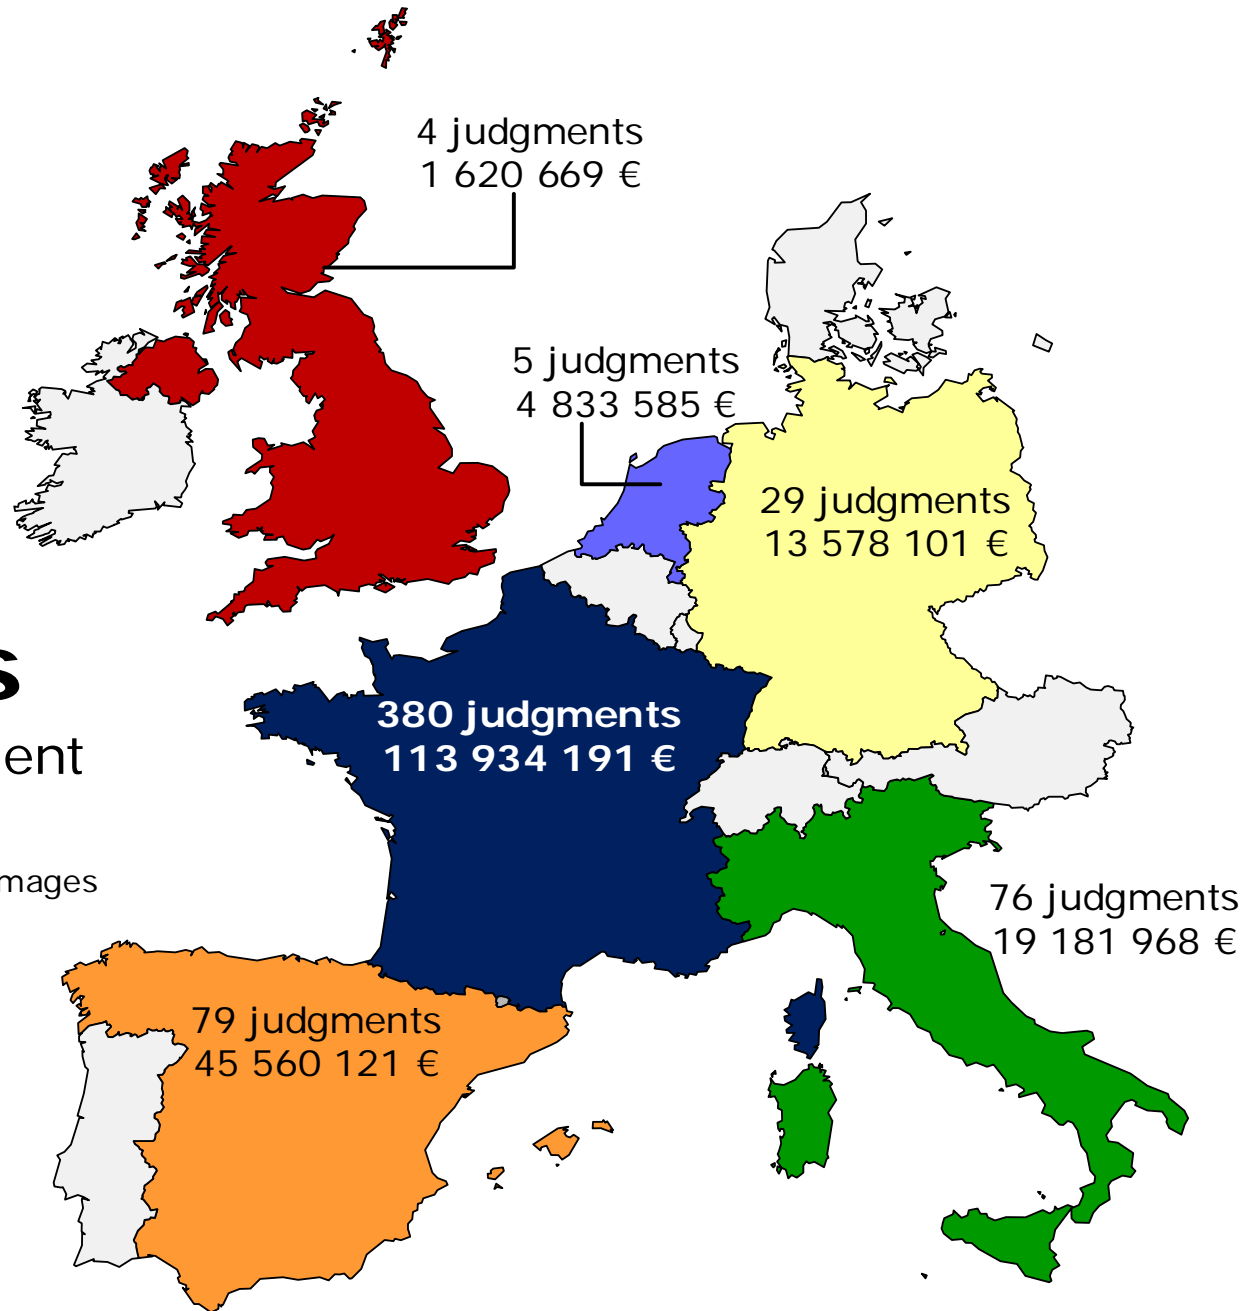 4 judgments
1 620 669 €
5 judgments
4 833 585 €
29 judgments
13 578 101 €
s
ent
380 judgments
113 934 191 €
mages
76 judgments
19 181 968 €
79 judgments
45 560 121 €